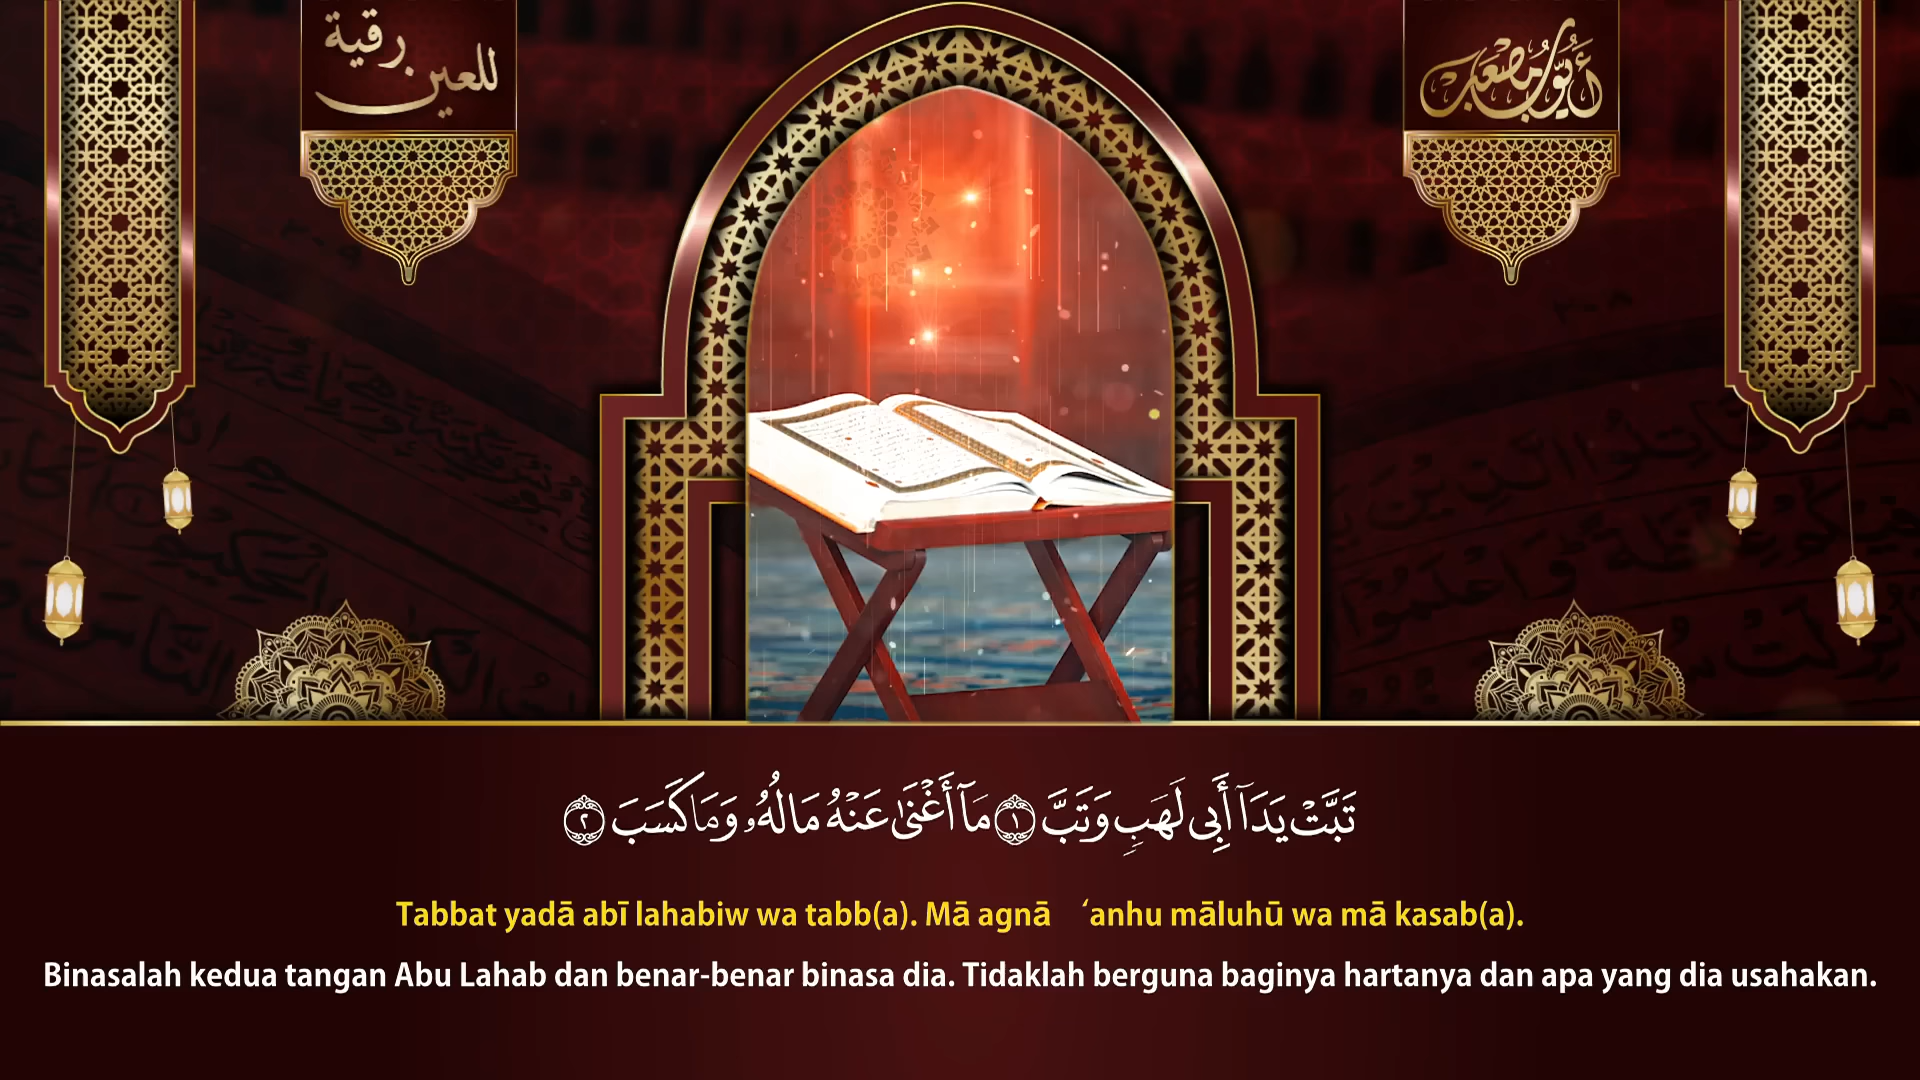 رقية
للعين
أيوب مصعب
تَبَّتْ يَدَآ أَبِى لَهَبٍ وَتَبَّ ۝١ مَآ أَغْنَىٰ عَنْهُ مَالُهُۥ وَمَا كَسَبَ ۝٢
Tabbat yadā abī lahabiw wa tabb(a). Mā agnā ‘anhu māluhū wa mā kasab(a).
Binasalah kedua tangan Abu Lahab dan benar-benar binasa dia. Tidaklah berguna baginya hartanya dan apa yang dia usahakan.